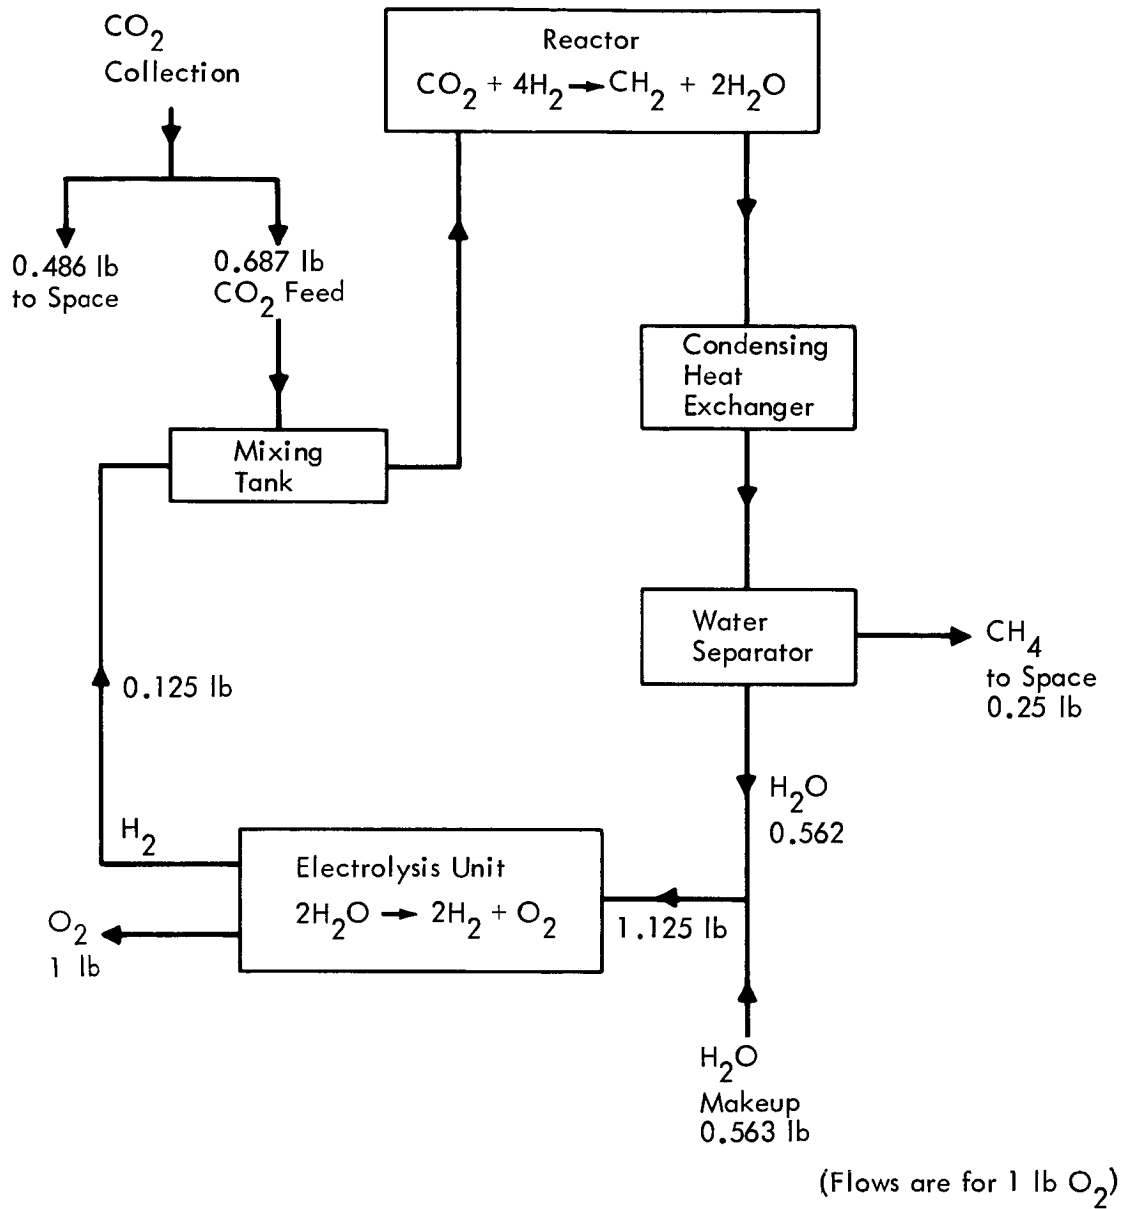 CO2
Collection
Reactor
CO2 + 4H2 → CH2 + 2H2O
0.486 lb
to Space
0.687 lb
CO2 Feed
Condensing
Heat
Exchanger
Mixing
Tank
Water
Separator
CH4
to Space
0.25 lb
0.125 lb
H2O
0.562
H2
Electrolysis Unit
2H2O → 2H2 + O2
O2
1 lb
1.125 lb
H2O
Makeup
0.563 lb
(Flows are for 1 lb O2)